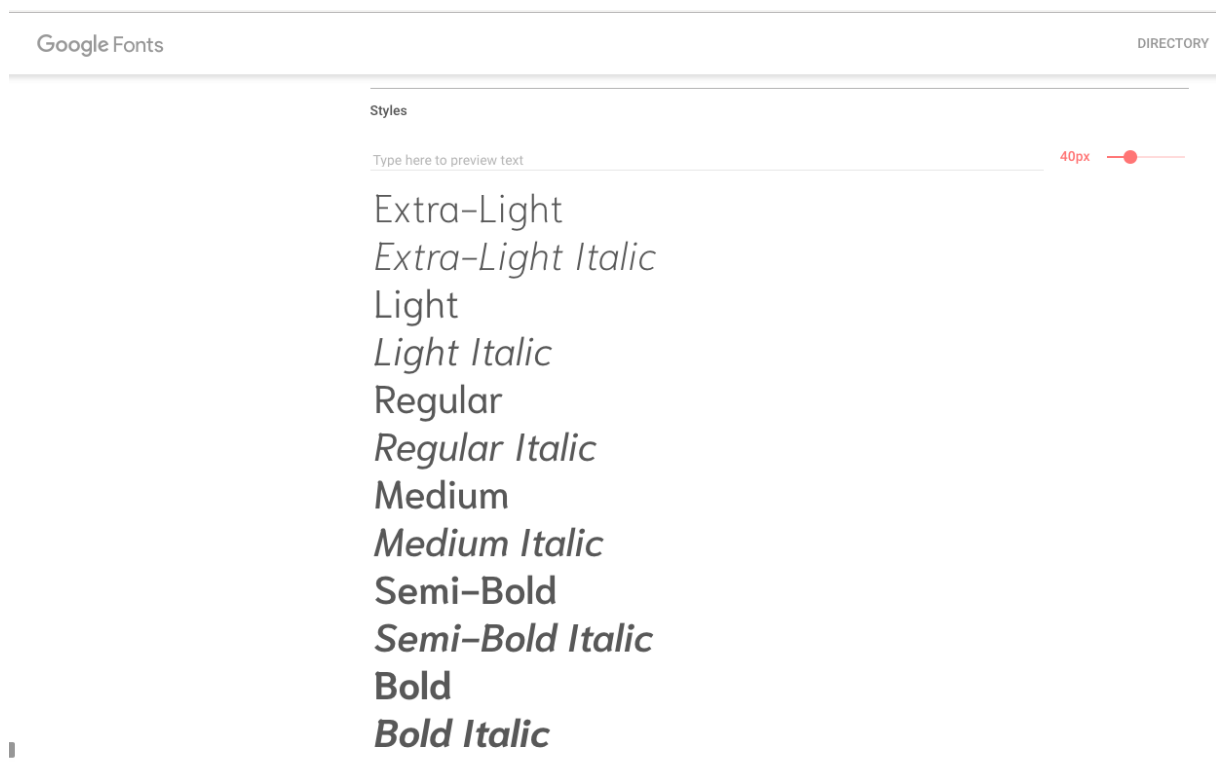 Google Fonts
DIRECTORY
Styles
Type here to preview text
40px
Extra-Light
Extra-Light Italic
Light
Light Italic
Regular
Regular Italic
Medium
Medium Italic
Semi-Bold
Semi-Bold Italic
Bold
Bold Italic